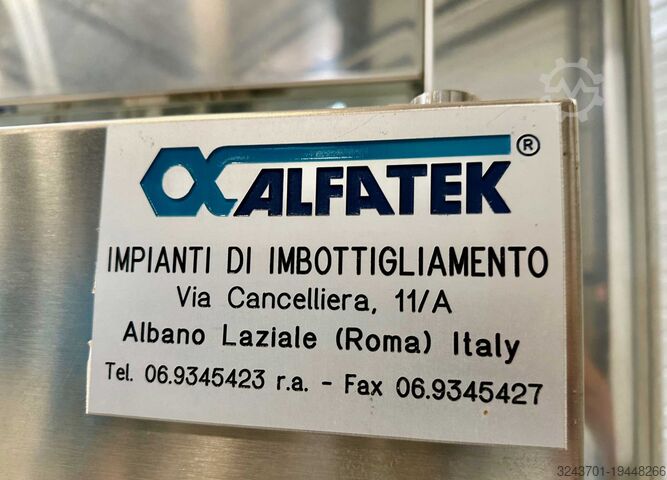 ALFATEK®
IMPIANTI DI IMBOTTIGLIAMENTO
Via Cancelliera, 11/A
Albano Laziale (Roma) Italy
Tel. 06.9345423 r.a. - Fax 06.9345427
3243701-19448266